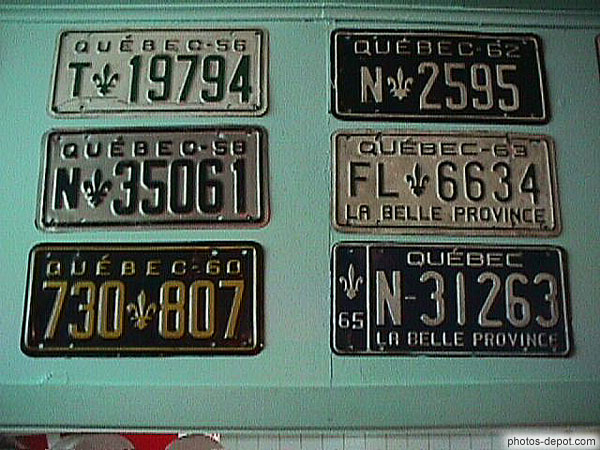 QUÉBEC-56
T⚜19794
QUÉBEC-58
N⚜35061
QUÉBEC-60
730⚜807
QUÉBEC-62
N⚜2595
QUÉBEC-63
FL⚜6634
LA BELLE PROVINCE
QUÉBEC
65 N-31263
LA BELLE PROVINCE
photos-depot.com